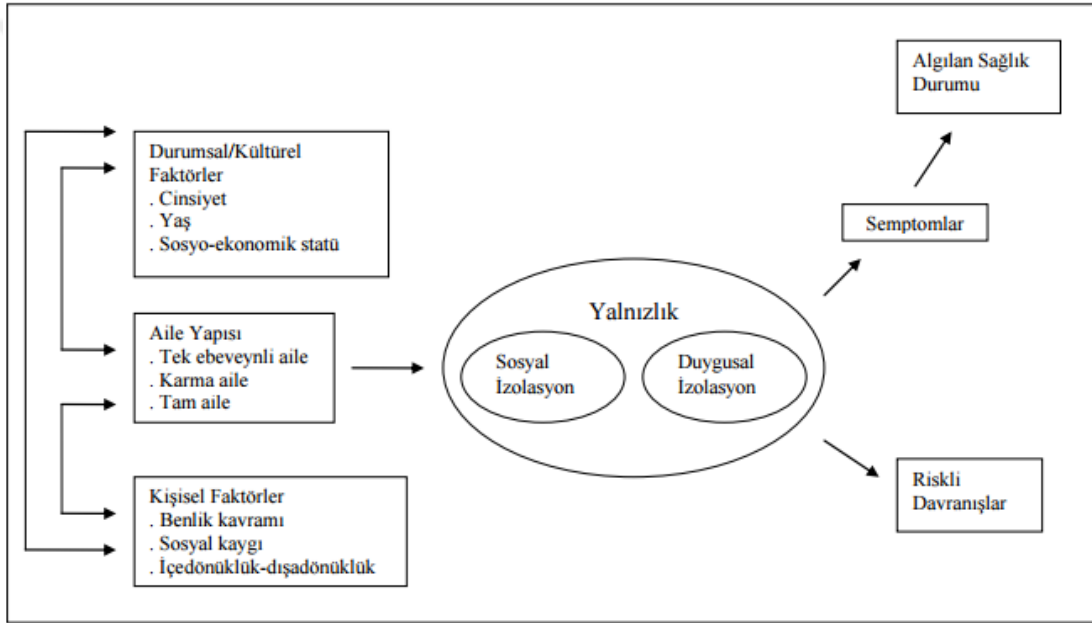 Algılan Sağlık
Durumu
Durumsal/Kültürel
Faktörler
. Cinsiyet
. Yaş
. Sosyo-ekonomik statü
Semptomlar
Yalnızlık
Aile Yapısı
. Tek ebeveynli aile
. Karma aile
. Tam aile
Sosyal
İzolasyon
Duygusal
İzolasyon
Kişisel Faktörler
. Benlik kavramı
. Sosyal kaygı
. İçedönüklük-dışadönüklük
Riskli
Davranışlar